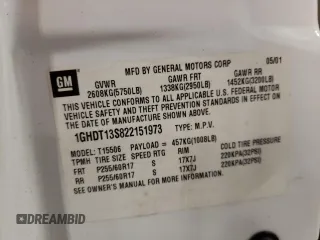 GM
MFD BY GENERAL MOTORS CORP 05/01
GVWR GAWR FRT GAWR RR
2608KG(5750LB) 1338KG(2950LB) 1452KG(3200LB)
THIS VEHICLE CONFORMS TO ALL APPLICABLE U.S. FEDERAL MOTOR
VEHICLE SAFETY AND THEFT PREVENTION STANDARDS IN EFFECT ON THE
DATE OF MANUFACTURE SHOWN ABOVE.
1GHDT13S822151973 TYPE: M.P.V.
MODEL: T15506 PAYLOAD = 457KG(1008LB)
TPMH TIRE SIZE SPEED RTG RIM COLD TIRE PRESSURE
FRT P255/60R17 S 17X7J 220KPA(32PSI)
RR P255/60R17 S 17X7J 220KPA(32PSI)
SEE OWNER'S MANUAL FOR MORE INFORMATION.